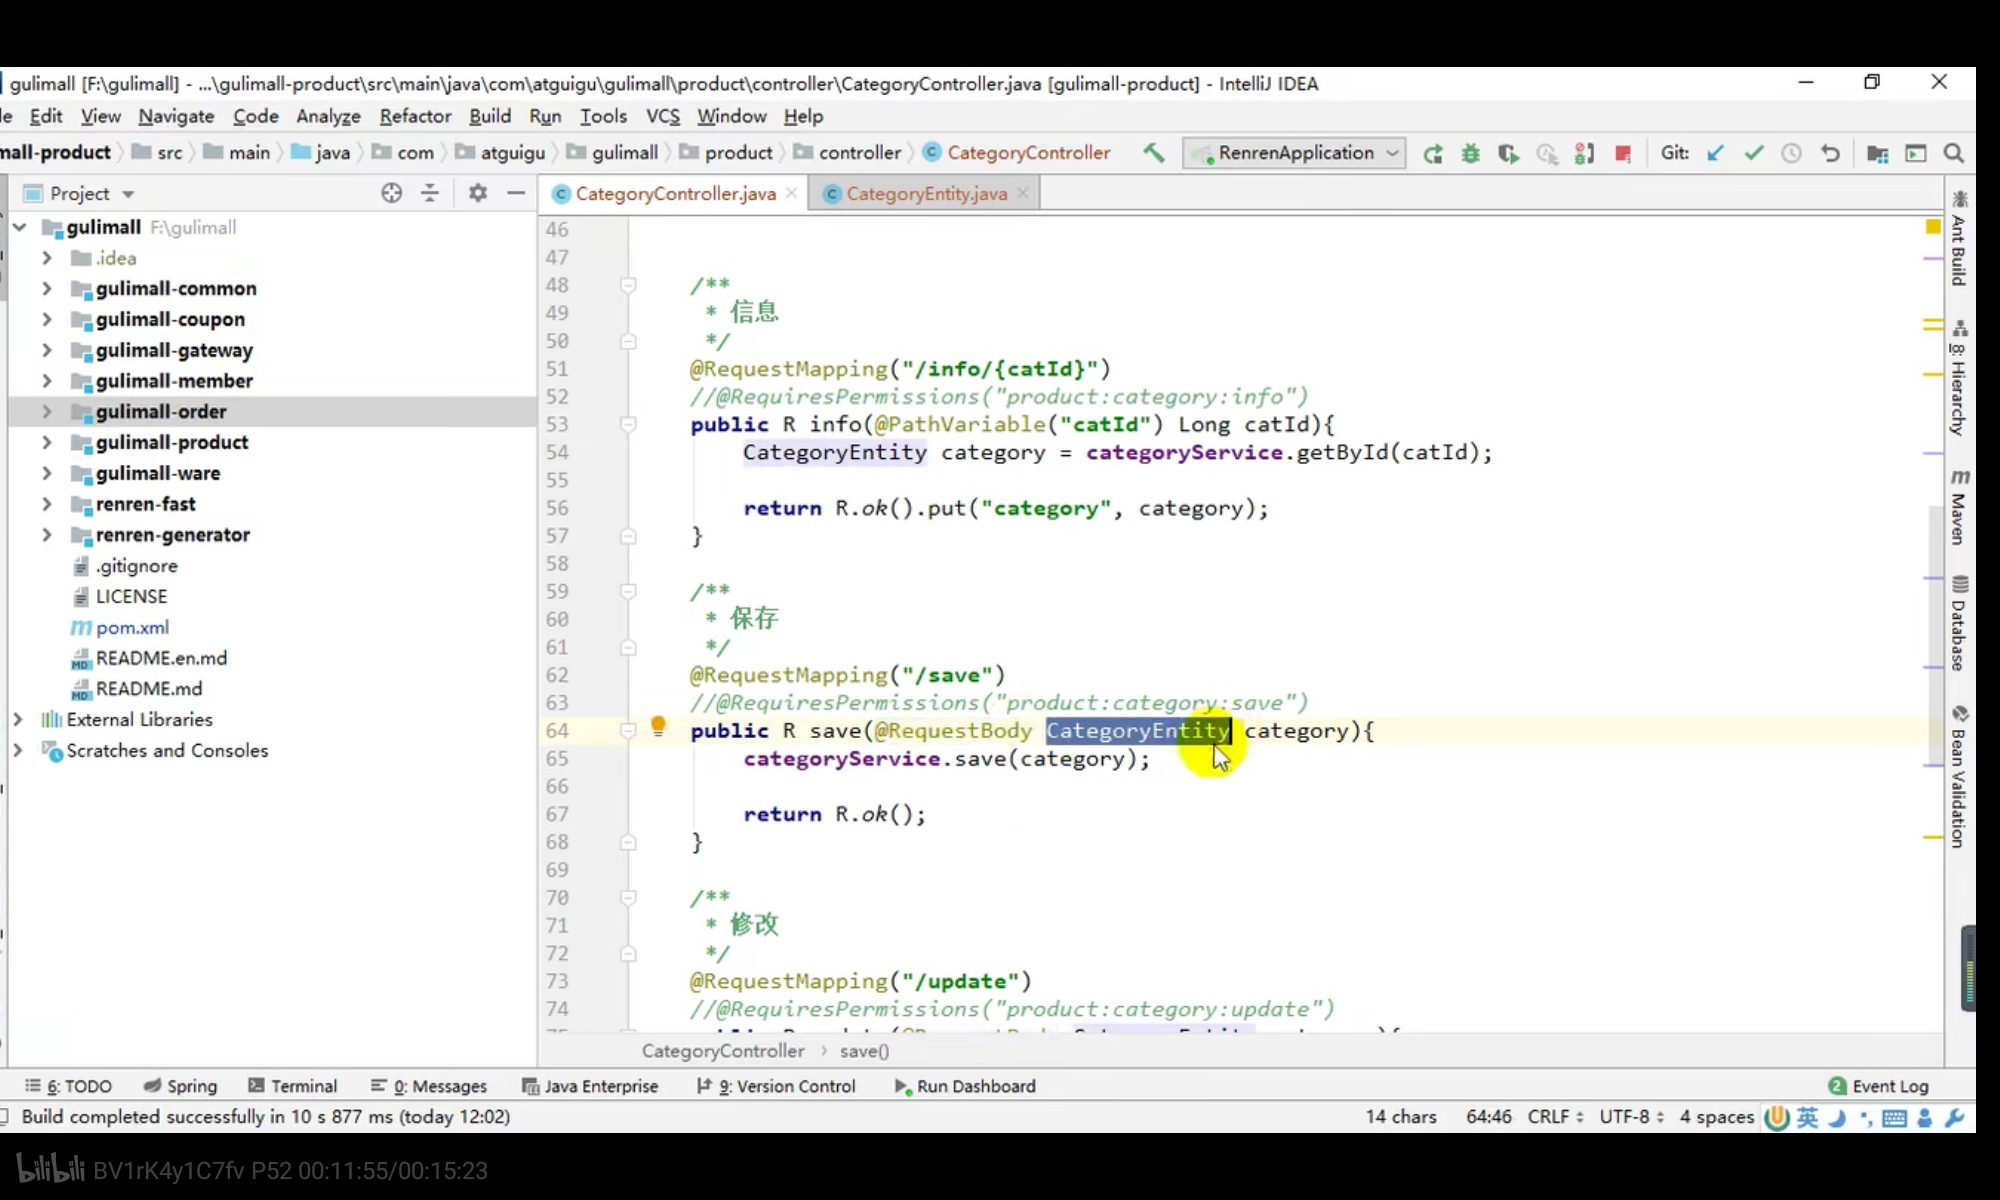 gulimall [F:\gulimall] - ...\gulimall-product\src\main\java\com\atguigu\gulimall\product\controller\CategoryController.java [gulimall-product] - IntelliJ IDEA
le Edit View Navigate Code Analyze Refactor Build Run Tools VCS Window Help
mall-product src main java com atguigu gulimall product controller CategoryController RenrenApplication Git:
Project
CategoryController.java CategoryEntity.java
gulimall F:\gulimall
.idea
gulimall-common
gulimall-coupon
gulimall-gateway
gulimall-member
gulimall-order
gulimall-product
gulimall-ware
renren-fast
renren-generator
.gitignore
LICENSE
pom.xml
README.en.md
README.md
External Libraries
Scratches and Consoles
46
47
48 /**
49 * 信息
50 */
51 @RequestMapping("/info/{catId}")
52 //@RequiresPermissions("product:category:info")
53 public R info(@PathVariable("catId") Long catId){
54 CategoryEntity category = categoryService.getById(catId);
55
56 return R.ok().put("category", category);
57 }
58
59 /**
60 * 保存
61 */
62 @RequestMapping("/save")
63 //@RequiresPermissions("product:category:save")
64 public R save(@RequestBody CategoryEntity category){
65 categoryService.save(category);
66
67 return R.ok();
68 }
69
70 /**
71 * 修改
72 */
73 @RequestMapping("/update")
74 //@RequiresPermissions("product:category:update")
CategoryController › save()
Ant Build
8: Hierarchy
Maven
Database
Bean Validation
6: TODO Spring Terminal 0: Messages Java Enterprise 9: Version Control Run Dashboard 2 Event Log
Build completed successfully in 10 s 877 ms (today 12:02) 14 chars 64:46 CRLF UTF-8 4 spaces 英
bilibili BV1rK4y1C7fv P52 00:11:55/00:15:23